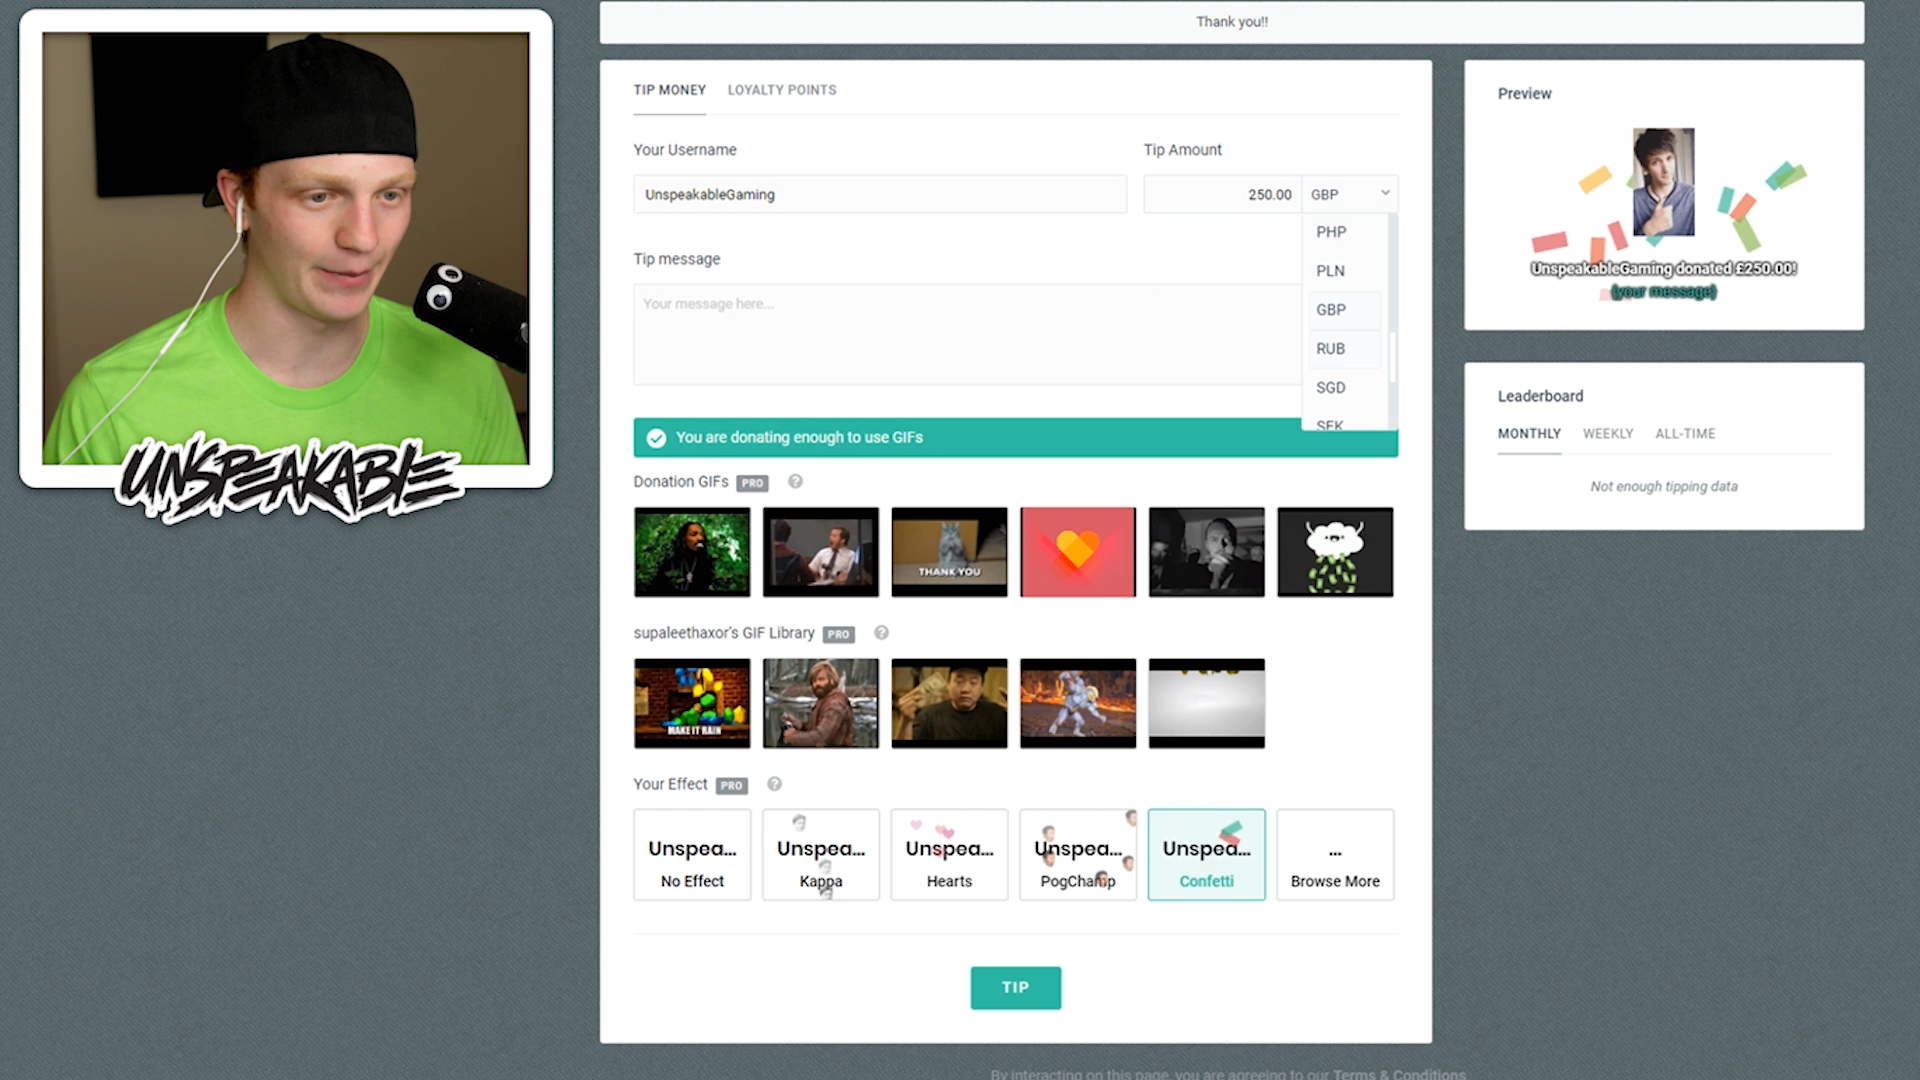 Thank you!!
TIP MONEY LOYALTY POINTS
Your Username
UnspeakableGaming
Tip Amount
250.00 GBP
PHP
PLN
GBP
RUB
SGD
SEK
Tip message
Your message here...
You are donating enough to use GIFs
Donation GIFs PRO ?
THANK YOU
supaleethaxor's GIF Library PRO ?
MAKE IT RAIN
Your Effect PRO ?
Unspea...
No Effect
Unspea...
Kappa
Unspea...
Hearts
Unspea...
PogChamp
Unspea...
Confetti
...
Browse More
TIP
Preview
UnspeakableGaming donated £250.00!
(your message)
Leaderboard
MONTHLY WEEKLY ALL-TIME
Not enough tipping data
UNSPEAKABLE
By interacting on this page, you are agreeing to our Terms & Conditions